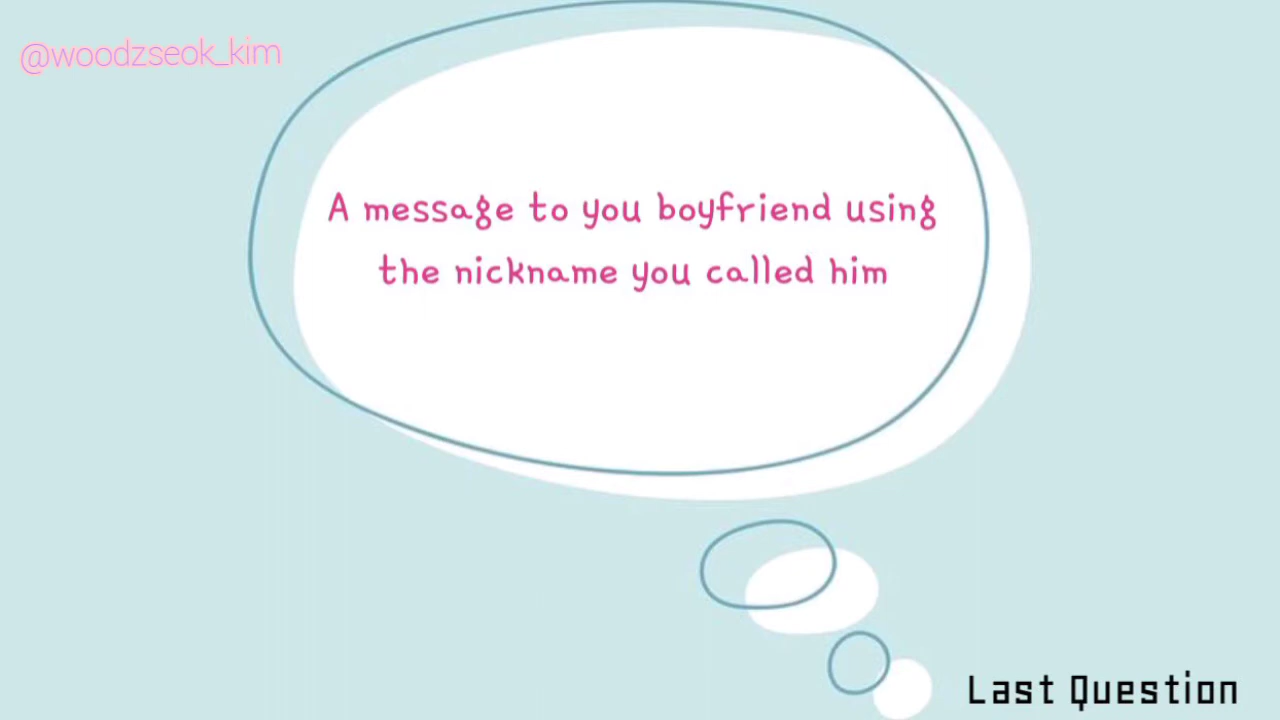 @woodzseok_kim
A message to you boyfriend using
the nickname you called him
Last Question